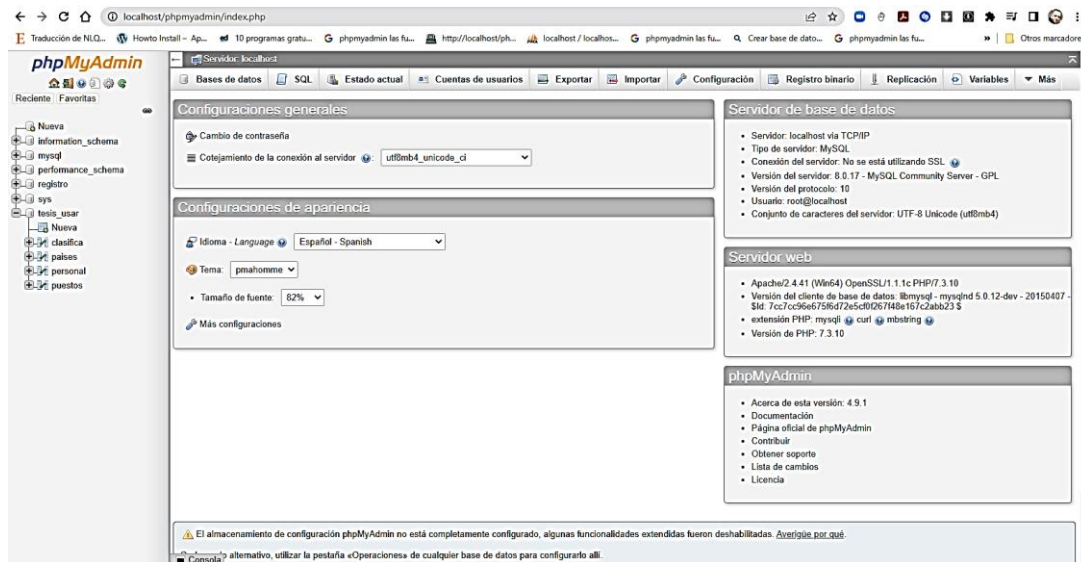 localhost/phpmyadmin/index.php
Traducción de NLQ... Howto Install – Ap... 10 programas gratu... phpmyadmin las fu... http://localhost/ph... localhost / localhos... phpmyadmin las fu... Crear base de dato... phpmyadmin las fu... » Otros marcadore
phpMyAdmin
Reciente Favoritas
Nueva
information_schema
mysql
performance_schema
registro
sys
tesis_usar
Nueva
clasifica
paises
personal
puestos
Servidor: localhost
Bases de datos SQL Estado actual Cuentas de usuarios Exportar Importar Configuración Registro binario Replicación Variables Más
Configuraciones generales
Cambio de contraseña
Cotejamiento de la conexión al servidor : utf8mb4_unicode_ci
Configuraciones de apariencia
Idioma - Language Español - Spanish
Tema: pmahomme
• Tamaño de fuente: 82%
Más configuraciones
Servidor de base de datos
• Servidor: localhost via TCP/IP
• Tipo de servidor: MySQL
• Conexión del servidor: No se está utilizando SSL
• Versión del servidor: 8.0.17 - MySQL Community Server - GPL
• Versión del protocolo: 10
• Usuario: root@localhost
• Conjunto de caracteres del servidor: UTF-8 Unicode (utf8mb4)
Servidor web
• Apache/2.4.41 (Win64) OpenSSL/1.1.1c PHP/7.3.10
• Versión del cliente de base de datos: libmysql - mysqlnd 5.0.12-dev - 20150407 -
$Id: 7cc7cc96e675f6d72e5cf0f267f48e167c2abb23 $
• extensión PHP: mysqli curl mbstring
• Versión de PHP: 7.3.10
phpMyAdmin
• Acerca de esta versión: 4.9.1
• Documentación
• Página oficial de phpMyAdmin
• Contribuir
• Obtener soporte
• Lista de cambios
• Licencia
El almacenamiento de configuración phpMyAdmin no está completamente configurado, algunas funcionalidades extendidas fueron deshabilitadas. Averigüe por qué.
alternativo, utilizar la pestaña «Operaciones» de cualquier base de datos para configurarlo allí.
Consola